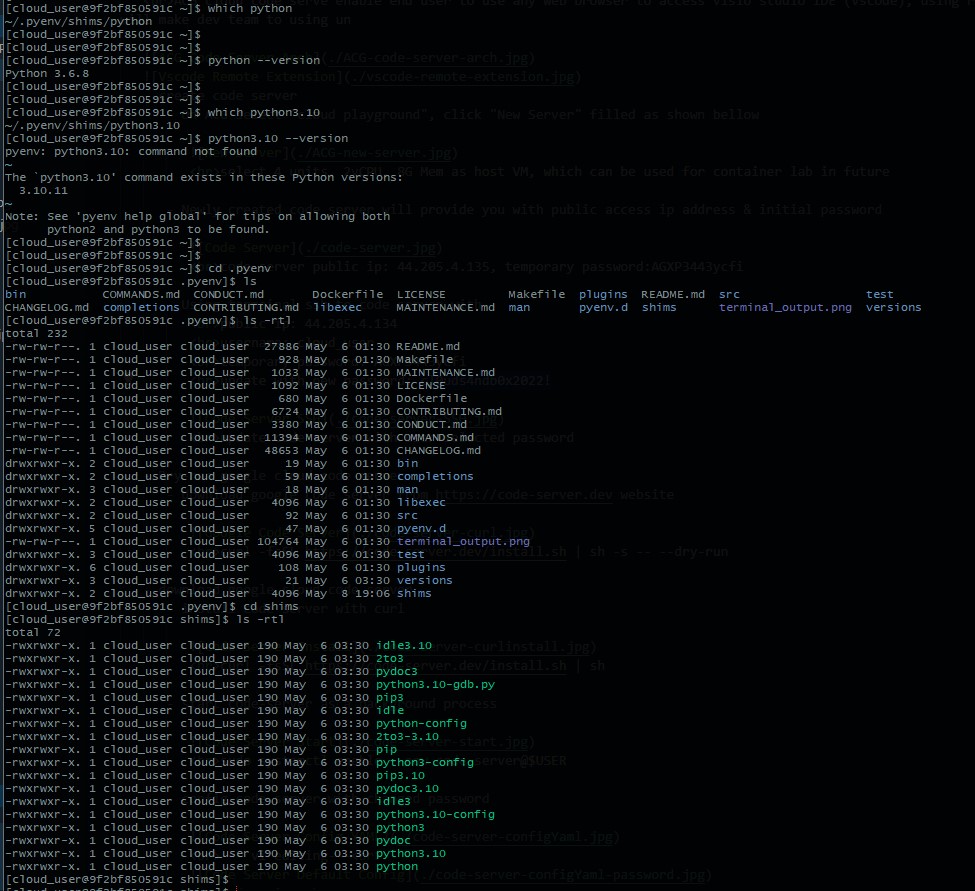 [cloud_user@9f2bf850591c ~]$ which python
~/.pyenv/shims/python
[cloud_user@9f2bf850591c ~]$
[cloud_user@9f2bf850591c ~]$
[cloud_user@9f2bf850591c ~]$ python --version
Python 3.6.8
[cloud_user@9f2bf850591c ~]$
[cloud_user@9f2bf850591c ~]$
[cloud_user@9f2bf850591c ~]$ which python3.10
~/.pyenv/shims/python3.10
[cloud_user@9f2bf850591c ~]$ python3.10 --version
pyenv: python3.10: command not found
~
The `python3.10' command exists in these Python versions:
  3.10.11
~
Note: See 'pyenv help global' for tips on allowing both
      python2 and python3 to be found.
[cloud_user@9f2bf850591c ~]$
[cloud_user@9f2bf850591c ~]$
[cloud_user@9f2bf850591c ~]$ cd .pyenv
[cloud_user@9f2bf850591c .pyenv]$ ls
bin           COMMANDS.md  CONDUCT.md       Dockerfile  LICENSE         Makefile  plugins  README.md  src                  test
CHANGELOG.md  completions  CONTRIBUTING.md  libexec     MAINTENANCE.md  man       pyenv.d  shims      terminal_output.png  versions
[cloud_user@9f2bf850591c .pyenv]$ ls -rtl
total 232
-rw-rw-r--. 1 cloud_user cloud_user  27886 May  6 01:30 README.md
-rw-rw-r--. 1 cloud_user cloud_user    928 May  6 01:30 Makefile
-rw-rw-r--. 1 cloud_user cloud_user   1033 May  6 01:30 MAINTENANCE.md
-rw-rw-r--. 1 cloud_user cloud_user   1092 May  6 01:30 LICENSE
-rw-rw-r--. 1 cloud_user cloud_user    680 May  6 01:30 Dockerfile
-rw-rw-r--. 1 cloud_user cloud_user   6724 May  6 01:30 CONTRIBUTING.md
-rw-rw-r--. 1 cloud_user cloud_user   3380 May  6 01:30 CONDUCT.md
-rw-rw-r--. 1 cloud_user cloud_user  11394 May  6 01:30 COMMANDS.md
-rw-rw-r--. 1 cloud_user cloud_user  48653 May  6 01:30 CHANGELOG.md
drwxrwxr-x. 2 cloud_user cloud_user     19 May  6 01:30 bin
drwxrwxr-x. 2 cloud_user cloud_user     59 May  6 01:30 completions
drwxrwxr-x. 3 cloud_user cloud_user     18 May  6 01:30 man
drwxrwxr-x. 2 cloud_user cloud_user   4096 May  6 01:30 libexec
drwxrwxr-x. 2 cloud_user cloud_user     92 May  6 01:30 src
drwxrwxr-x. 5 cloud_user cloud_user     47 May  6 01:30 pyenv.d
-rw-rw-r--. 1 cloud_user cloud_user 104764 May  6 01:30 terminal_output.png
drwxrwxr-x. 3 cloud_user cloud_user   4096 May  6 01:30 test
drwxrwxr-x. 6 cloud_user cloud_user    108 May  6 01:30 plugins
drwxrwxr-x. 3 cloud_user cloud_user     21 May  6 03:30 versions
drwxrwxr-x. 2 cloud_user cloud_user   4096 May  8 19:06 shims
[cloud_user@9f2bf850591c .pyenv]$ cd shims
[cloud_user@9f2bf850591c shims]$ ls -rtl
total 72
-rwxrwxr-x. 1 cloud_user cloud_user 190 May  6 03:30 idle3.10
-rwxrwxr-x. 1 cloud_user cloud_user 190 May  6 03:30 2to3
-rwxrwxr-x. 1 cloud_user cloud_user 190 May  6 03:30 pydoc3
-rwxrwxr-x. 1 cloud_user cloud_user 190 May  6 03:30 python3.10-gdb.py
-rwxrwxr-x. 1 cloud_user cloud_user 190 May  6 03:30 pip3
-rwxrwxr-x. 1 cloud_user cloud_user 190 May  6 03:30 idle
-rwxrwxr-x. 1 cloud_user cloud_user 190 May  6 03:30 python-config
-rwxrwxr-x. 1 cloud_user cloud_user 190 May  6 03:30 2to3-3.10
-rwxrwxr-x. 1 cloud_user cloud_user 190 May  6 03:30 pip
-rwxrwxr-x. 1 cloud_user cloud_user 190 May  6 03:30 python3-config
-rwxrwxr-x. 1 cloud_user cloud_user 190 May  6 03:30 pip3.10
-rwxrwxr-x. 1 cloud_user cloud_user 190 May  6 03:30 pydoc3.10
-rwxrwxr-x. 1 cloud_user cloud_user 190 May  6 03:30 idle3
-rwxrwxr-x. 1 cloud_user cloud_user 190 May  6 03:30 python3.10-config
-rwxrwxr-x. 1 cloud_user cloud_user 190 May  6 03:30 python3
-rwxrwxr-x. 1 cloud_user cloud_user 190 May  6 03:30 pydoc
-rwxrwxr-x. 1 cloud_user cloud_user 190 May  6 03:30 python3.10
-rwxrwxr-x. 1 cloud_user cloud_user 190 May  6 03:30 python
[cloud_user@9f2bf850591c shims]$